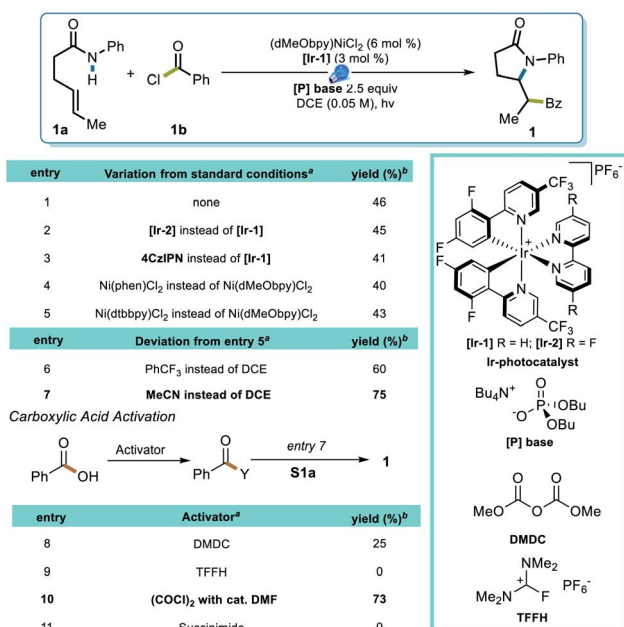 O
N
Ph
H
Me
1a
+
O
Cl
Ph
1b
(dMeObpy)NiCl2 (6 mol %)
[Ir-1] (3 mol %)
[P] base 2.5 equiv
DCE (0.05 M), hv
O
N
Ph
Me
Bz
1
entry Variation from standard conditionsa yield (%)b
1 none 46
2 [Ir-2] instead of [Ir-1] 45
3 4CzIPN instead of [Ir-1] 41
4 Ni(phen)Cl2 instead of Ni(dMeObpy)Cl2 40
5 Ni(dtbbpy)Cl2 instead of Ni(dMeObpy)Cl2 43
entry Deviation from entry 5a yield (%)b
6 PhCF3 instead of DCE 60
7 MeCN instead of DCE 75
Carboxylic Acid Activation
O
Ph
OH
Activator
O
Ph
Y
entry 7
S1a
1
entry Activatora yield (%)b
8 DMDC 25
9 TFFH 0
10 (COCl)2 with cat. DMF 73
PF6-
CF3
F
N
R
F
N
Ir+
F
N
N
R
F
CF3
[Ir-1] R = H; [Ir-2] R = F
Ir-photocatalyst
Bu4N+
O
-O
P
OBu
OBu
[P] base
O
O
MeO
O
OMe
DMDC
NMe2
+
Me2N
F
PF6-
TFFH